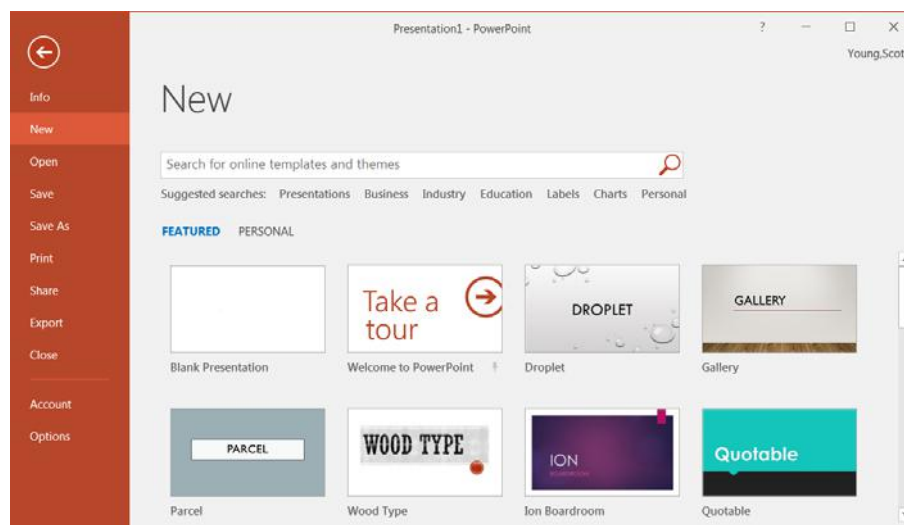 Presentation1 - PowerPoint
?
Young,Scot
Info
New
Open
Save
Save As
Print
Share
Export
Close
Account
Options
New
Search for online templates and themes
Suggested searches: Presentations Business Industry Education Labels Charts Personal
FEATURED PERSONAL
Take a
tour
DROPLET
GALLERY
Blank Presentation Welcome to PowerPoint Droplet Gallery
PARCEL
WOOD TYPE
ION
Quotable
Parcel Wood Type Ion Boardroom Quotable